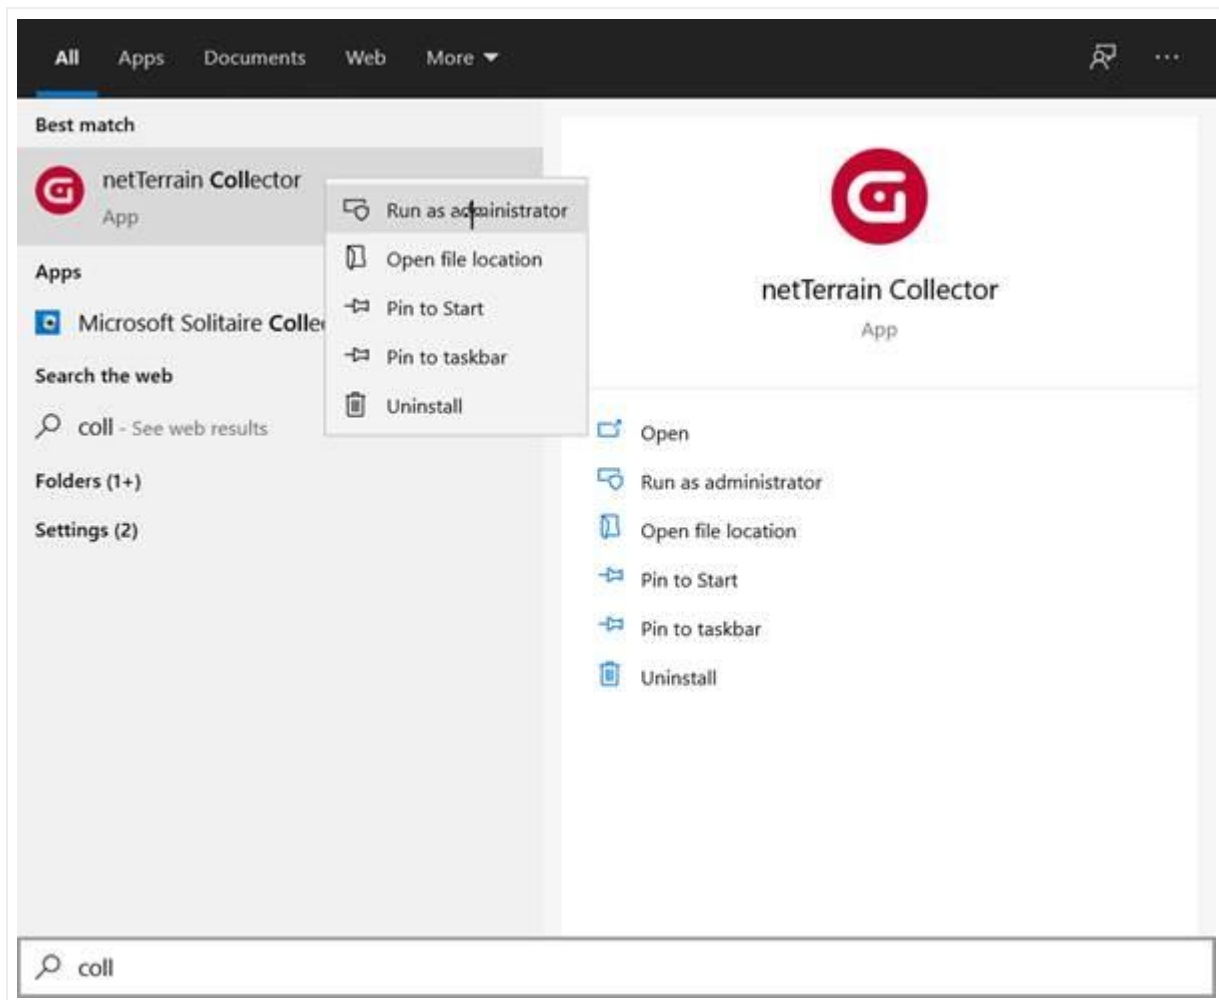 All Apps Documents Web More
Best match
netTerrain Collector
App
Apps
Microsoft Solitaire Colle
Search the web
coll - See web results
Folders (1+)
Settings (2)
Run as administrator
Open file location
Pin to Start
Pin to taskbar
Uninstall
netTerrain Collector
App
Open
Run as administrator
Open file location
Pin to Start
Pin to taskbar
Uninstall
coll